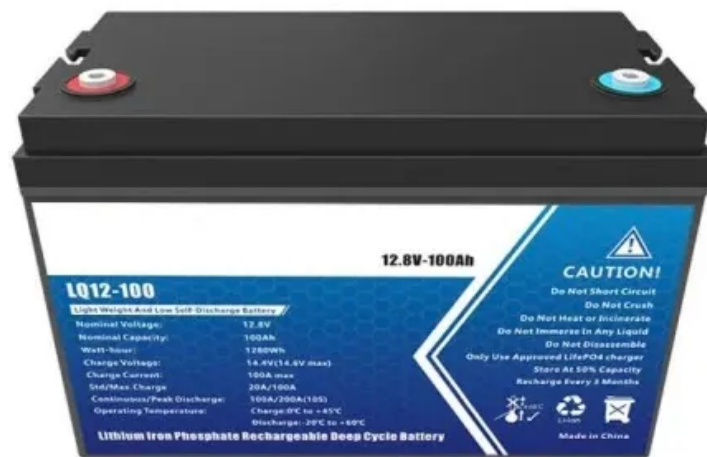 12.8V-100Ah
LQ12-100
Light Weight And Low Self-Discharge Battery
Nominal Voltage: 12.8V
Nominal Capacity: 100Ah
Watt-hour: 1280Wh
Charge Voltage: 14.4V(14.6V max)
Charge Current: 100A max
Std/Max.Charge 20A/100A
Continuous/Peak Discharge: 100A/200A(10S)
Operating Temperature: Charge:0℃ to +45℃
Discharge:-20℃ to +60℃
Lithium Iron Phosphate Rechargeable Deep Cycle Battery
CAUTION!
Do Not Short Circuit
Do Not Crush
Do Not Heat or Incinerate
Do Not Immerse In Any Liquid
Do Not Disassemble
Only Use Approved LifePO4 charger
Store At 50% Capacity
Recharge Every 3 Months
Li-ion
Made in China